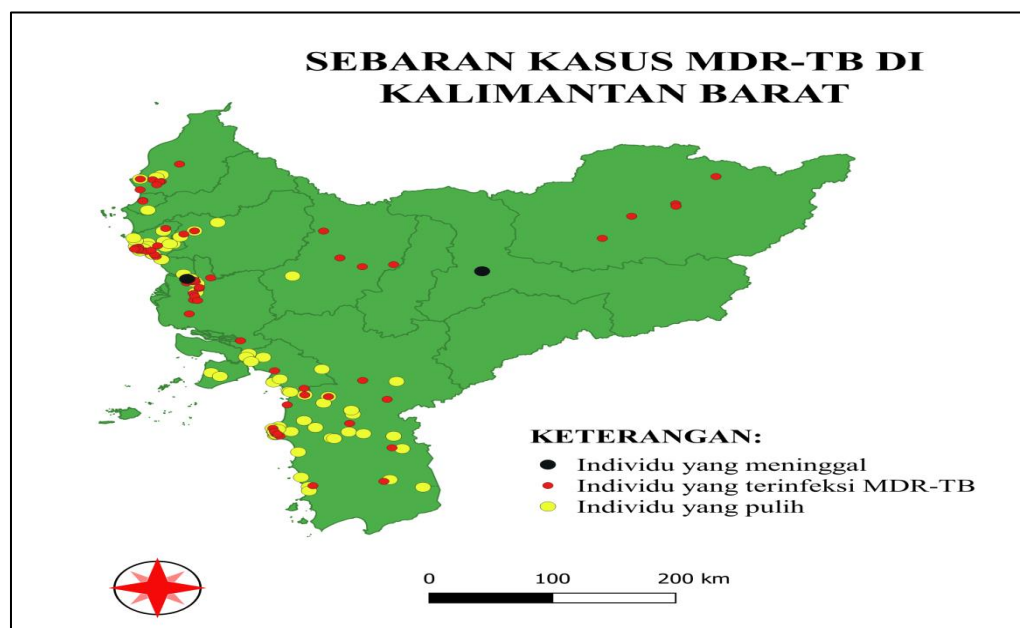 SEBARAN KASUS MDR-TB DI
KALIMANTAN BARAT
KETERANGAN:
Individu yang meninggal
Individu yang terinfeksi MDR-TB
Individu yang pulih
0 100 200 km